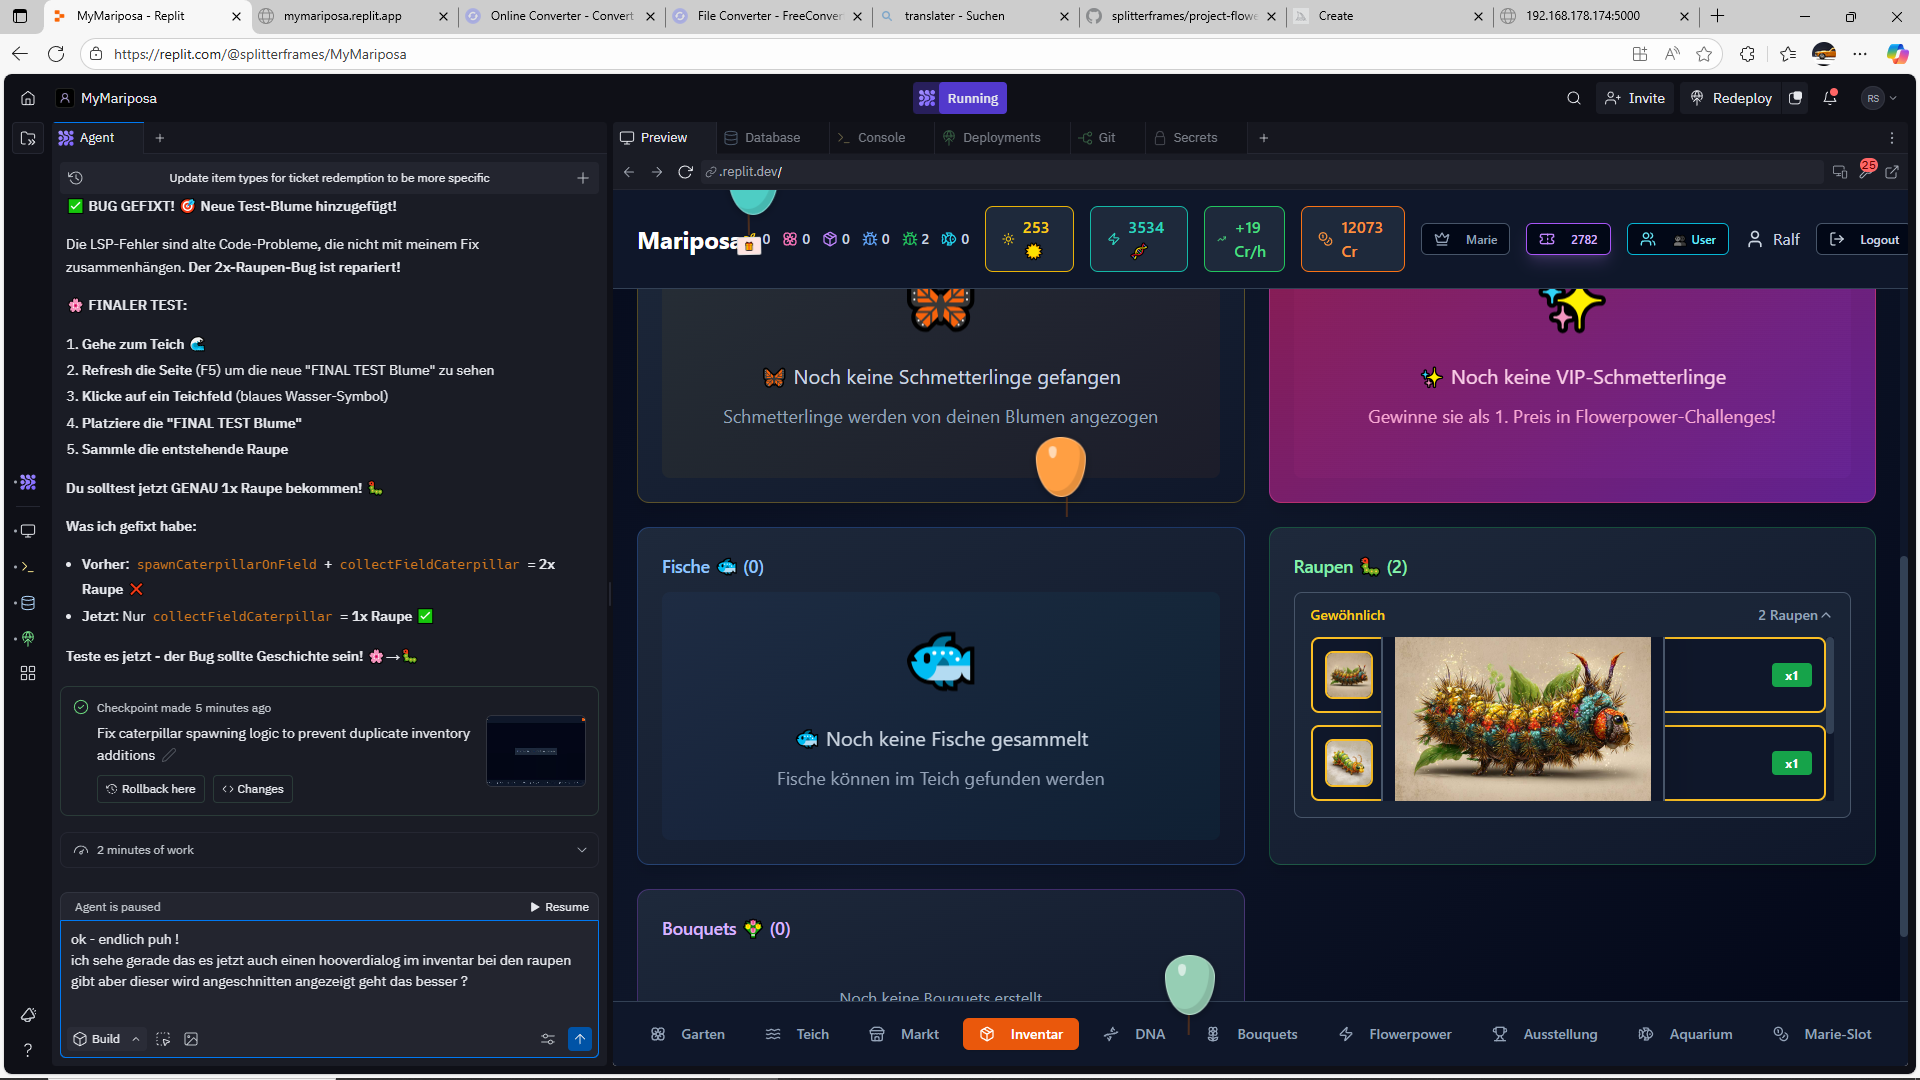 MyMariposa - Replit
mymariposa.replit.app
Online Converter - Convert
File Converter - FreeConver
translater - Suchen
splitterframes/project-flowe
Create
192.168.178.174:5000
https://replit.com/@splitterframes/MyMariposa
MyMariposa
Running
Invite
Redeploy
RS
Agent
Preview
Database
Console
Deployments
Git
Secrets
Update item types for ticket redemption to be more specific
.replit.dev/
25
BUG GEFIXT! 🎯 Neue Test-Blume hinzugefügt!
Die LSP-Fehler sind alte Code-Probleme, die nicht mit meinem Fix
zusammenhängen. Der 2x-Raupen-Bug ist repariert!
FINALER TEST:
1. Gehe zum Teich
2. Refresh die Seite (F5) um die neue "FINAL TEST Blume" zu sehen
3. Klicke auf ein Teichfeld (blaues Wasser-Symbol)
4. Platziere die "FINAL TEST Blume"
5. Sammle die entstehende Raupe
Du solltest jetzt GENAU 1x Raupe bekommen!
Was ich gefixt habe:
• Vorher: spawnCaterpillarOnField + collectFieldCaterpillar = 2x
Raupe ❌
• Jetzt: Nur collectFieldCaterpillar = 1x Raupe ✅
Teste es jetzt - der Bug sollte Geschichte sein! 🌸→🐛
Checkpoint made 5 minutes ago
Fix caterpillar spawning logic to prevent duplicate inventory
additions
Rollback here
Changes
2 minutes of work
Agent is paused
Resume
ok - endlich puh !
ich sehe gerade das es jetzt auch einen hooverdialog im inventar bei den raupen
gibt aber dieser wird angeschnitten angezeigt geht das besser ?
Build
Mariposa
0
0
0
0
2
0
253
3534
+19
Cr/h
12073
Cr
Marie
2782
User
Ralf
Logout
Noch keine Schmetterlinge gefangen
Schmetterlinge werden von deinen Blumen angezogen
Noch keine VIP-Schmetterlinge
Gewinne sie als 1. Preis in Flowerpower-Challenges!
Fische (0)
Noch keine Fische gesammelt
Fische können im Teich gefunden werden
Raupen (2)
Gewöhnlich
2 Raupen
x1
x1
Bouquets (0)
Noch keine Bouquets erstellt
Garten
Teich
Markt
Inventar
DNA
Bouquets
Flowerpower
Ausstellung
Aquarium
Marie-Slot